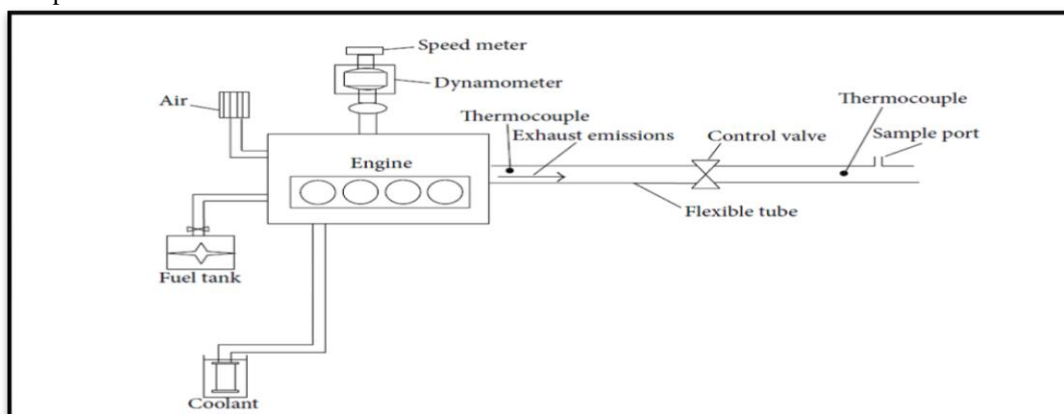 Speed meter
Dynamometer
Air
Thermocouple
Exhaust emissions
Control valve
Thermocouple
Sample port
Engine
Flexible tube
Fuel tank
Coolant